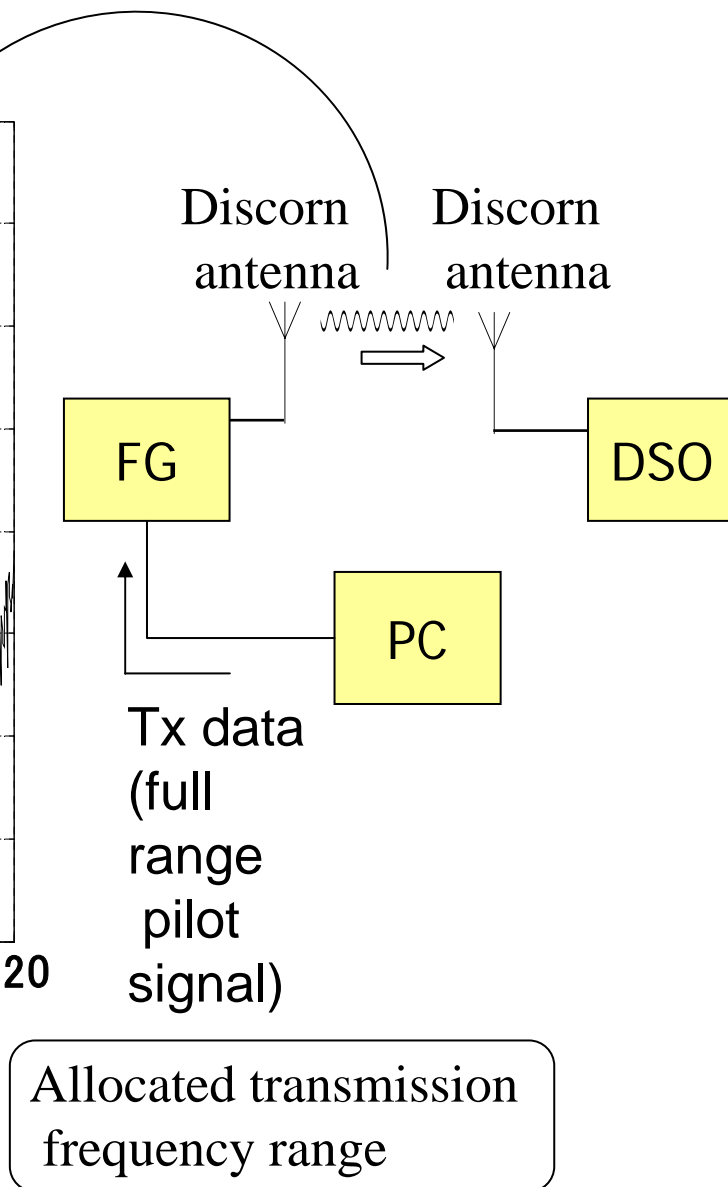 Discorn
antenna
Discorn
antenna
FG
DSO
PC
Tx data
(full
range
pilot
signal)
20
Allocated transmission
frequency range